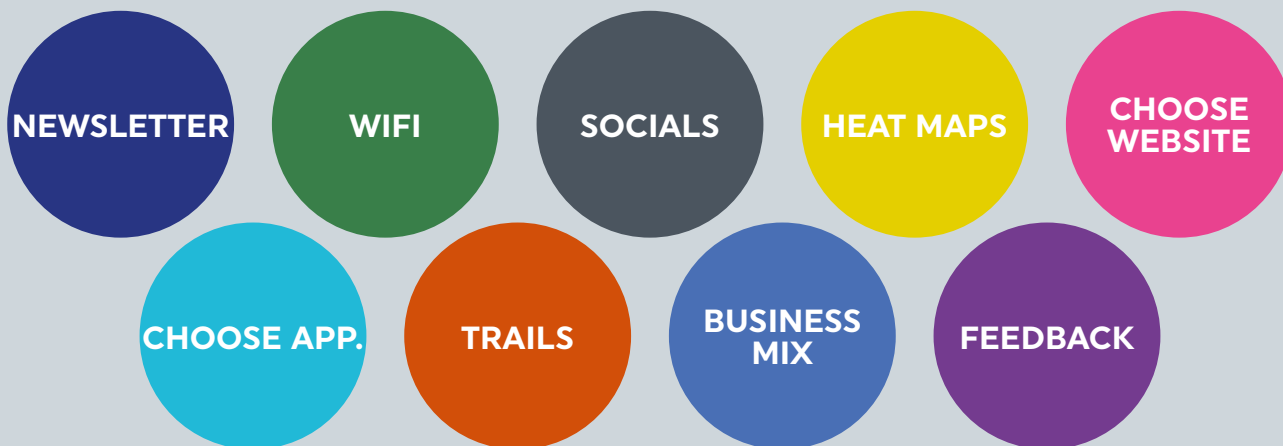 NEWSLETTER
WIFI
SOCIALS
HEAT MAPS
CHOOSE
WEBSITE
CHOOSE APP.
TRAILS
BUSINESS
MIX
FEEDBACK